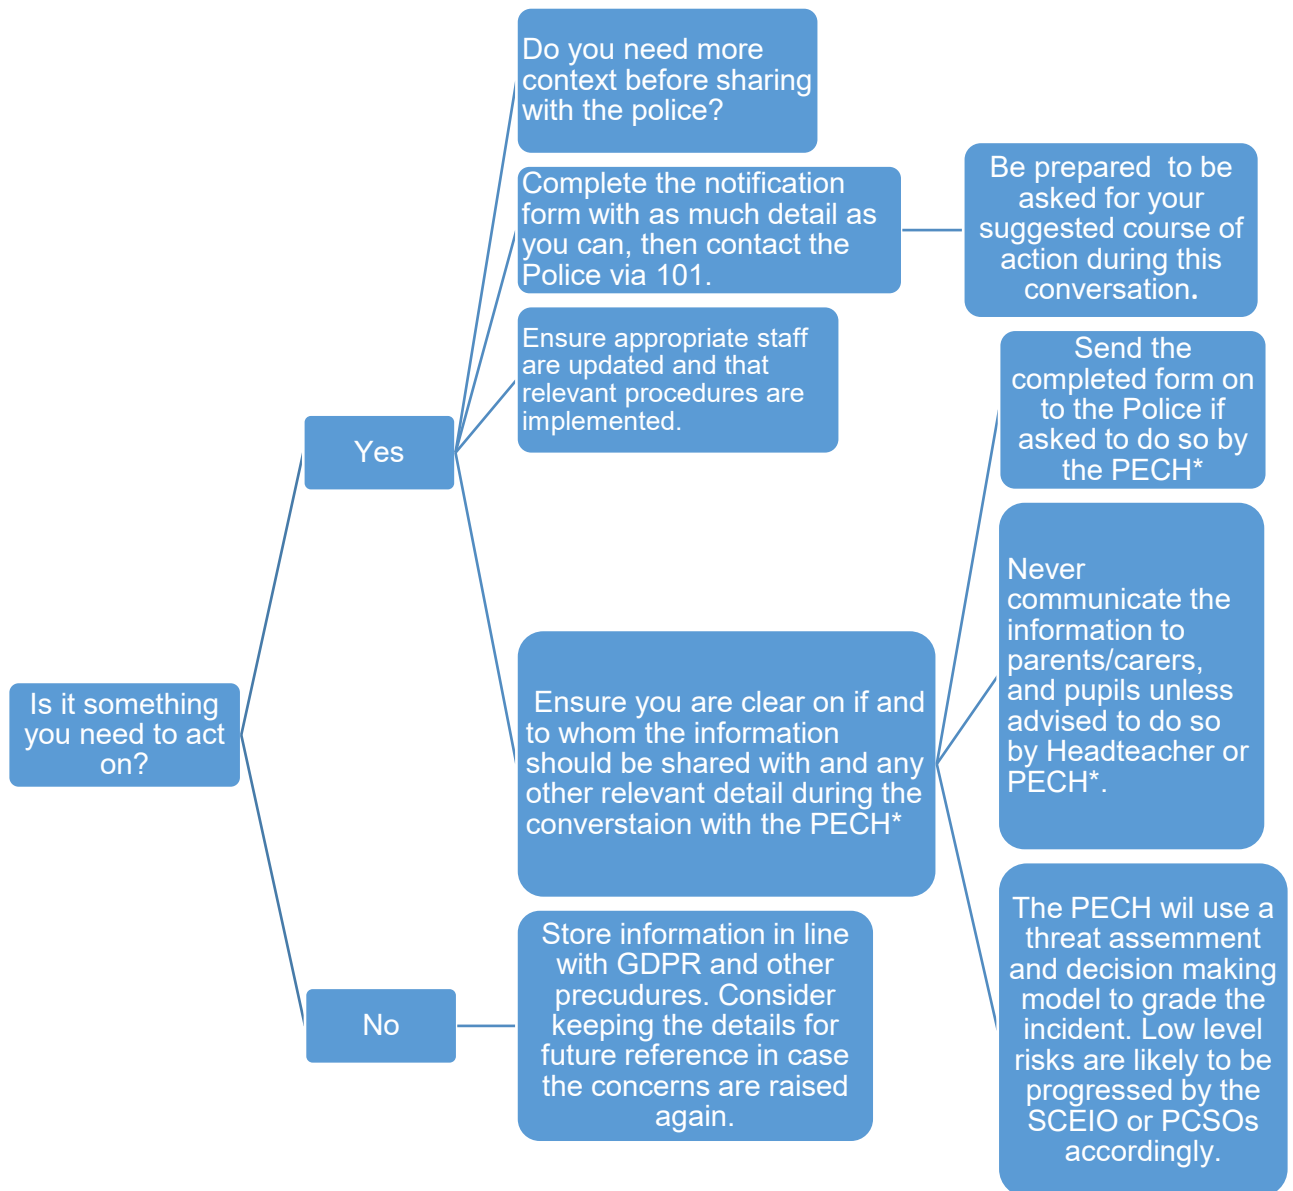 Do you need more
context before sharing
with the police?
Complete the notification
form with as much detail as
you can, then contact the
Police via 101.
Be prepared  to be
asked for your
suggested course of
action during this
conversation.
Ensure appropriate staff
are updated and that
relevant procedures are
implemented.
Send the
completed form on
to the Police if
asked to do so by
the PECH*
Yes
Never
communicate the
information to
parents/carers,
and pupils unless
advised to do so
by Headteacher or
PECH*.
Is it something
you need to act
on?
Ensure you are clear on if and
to whom the information
should be shared with and any
other relevant detail during the
converstaion with the PECH*
The PECH wil use a
threat assemment
and decision making
model to grade the
incident. Low level
risks are likely to be
progressed by the
SCEIO or PCSOs
accordingly.
No
Store information in line
with GDPR and other
precudures. Consider
keeping the details for
future reference in case
the concerns are raised
again.